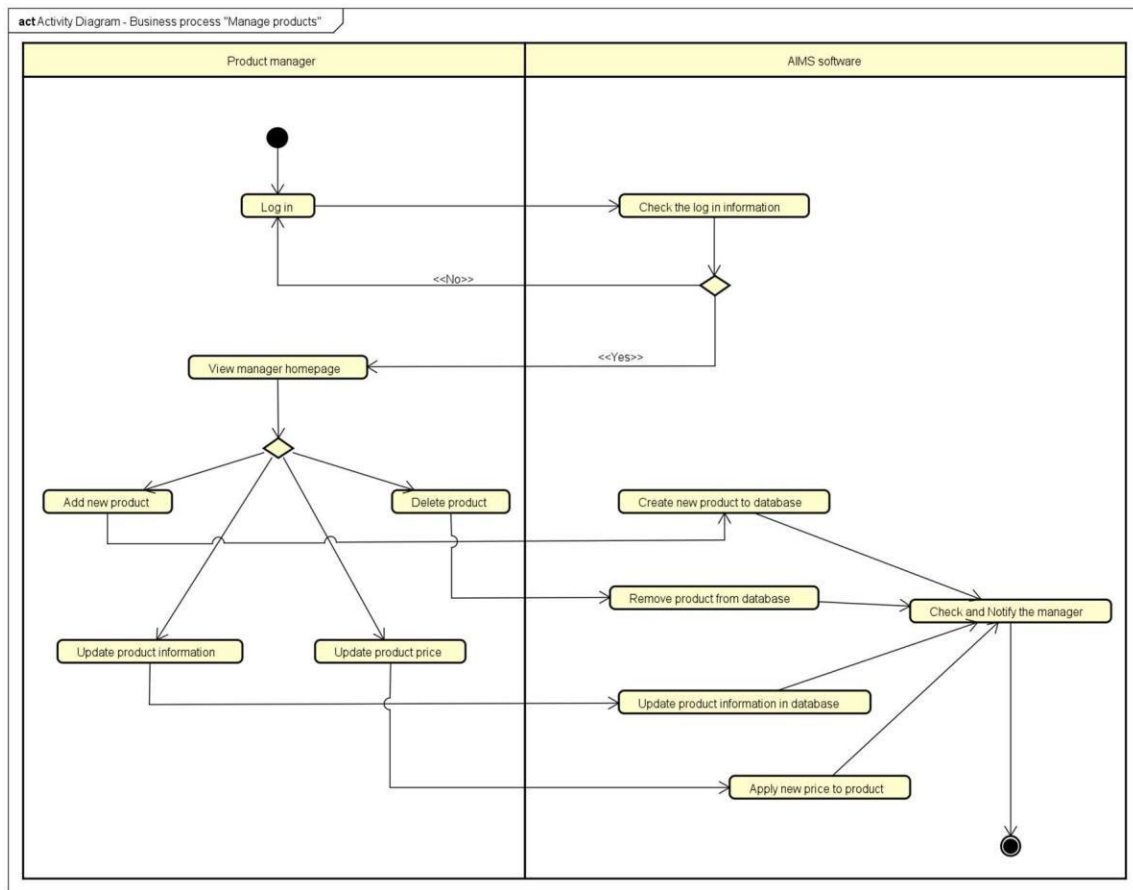 act Activity Diagram - Business process "Manage products"
Product manager
AIMS software
Log in
Check the log in information
<<No>>
<<Yes>>
View manager homepage
Add new product
Delete product
Create new product to database
Remove product from database
Check and Notify the manager
Update product information
Update product price
Update product information in database
Apply new price to product